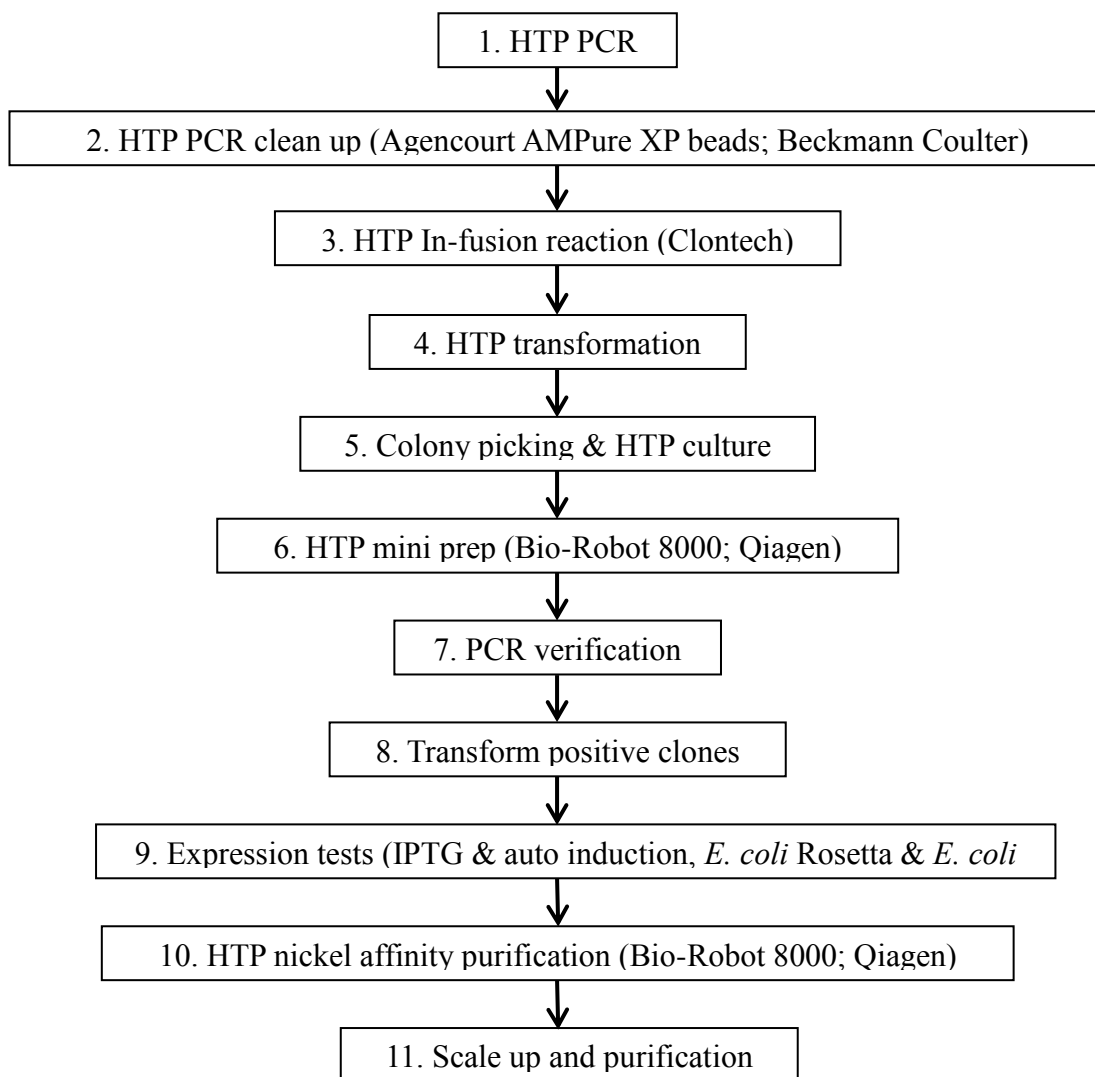 1. HTP PCR
2. HTP PCR clean up (Agencourt AMPure XP beads; Beckmann Coulter)
3. HTP In-fusion reaction (Clontech)
4. HTP transformation
5. Colony picking & HTP culture
6. HTP mini prep (Bio-Robot 8000; Qiagen)
7. PCR verification
8. Transform positive clones
9. Expression tests (IPTG & auto induction, E. coli Rosetta & E. coli
10. HTP nickel affinity purification (Bio-Robot 8000; Qiagen)
11. Scale up and purification